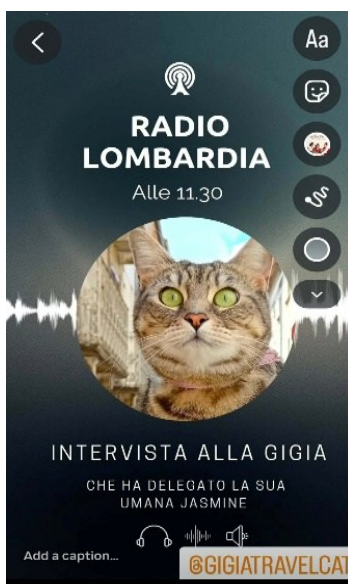 Aa
RADIO
LOMBARDIA
Alle 11.30
INTERVISTA ALLA GIGIA
CHE HA DELEGATO LA SUA
UMANA JASMINE
Add a caption...
@GIGIATRAVELCAT